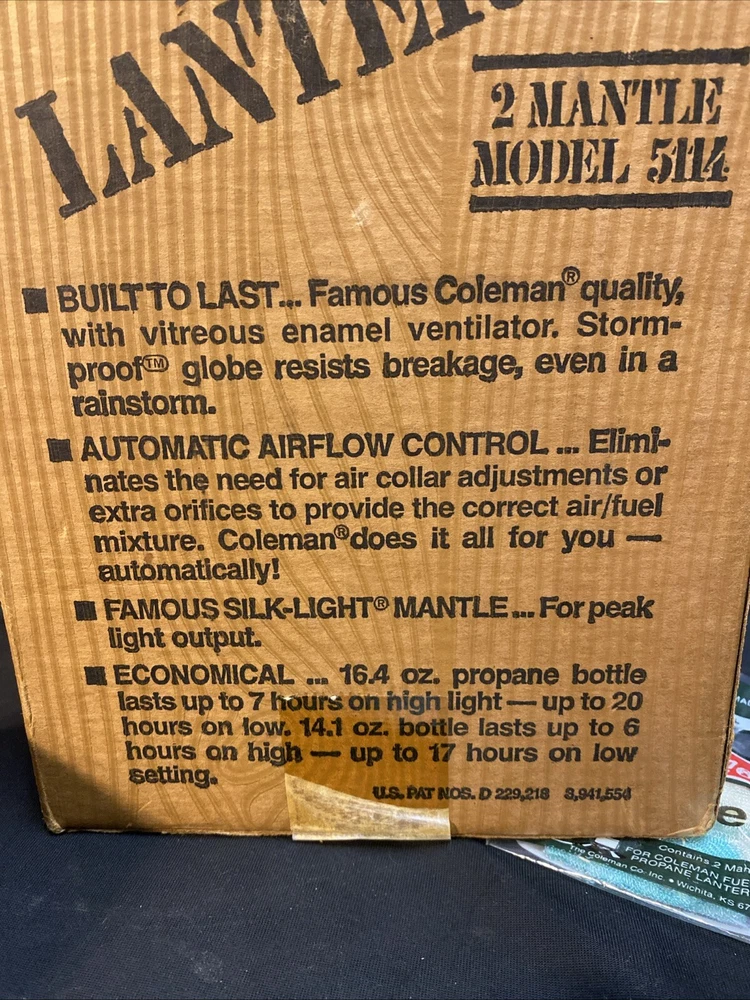 LANTER
2 MANTLE
MODEL 5114
■ BUILT TO LAST... Famous Coleman® quality,
with vitreous enamel ventilator. Storm-
proof™ globe resists breakage, even in a
rainstorm.
■ AUTOMATIC AIRFLOW CONTROL ... Elimi-
nates the need for air collar adjustments or
extra orifices to provide the correct air/fuel
mixture. Coleman® does it all for you —
automatically!
■ FAMOUS SILK-LIGHT® MANTLE ... For peak
light output.
■ ECONOMICAL ... 16.4 oz. propane bottle
lasts up to 7 hours on high light — up to 20
hours on low. 14.1 oz. bottle lasts up to 6
hours on high — up to 17 hours on low
setting.
U.S. PAT NOS. D 229,218 3,941,554
e
Contains 2 Man
FOR COLEMAN FUE
PROPANE LANTER
The Coleman Co. Inc. • Wichita, KS 67